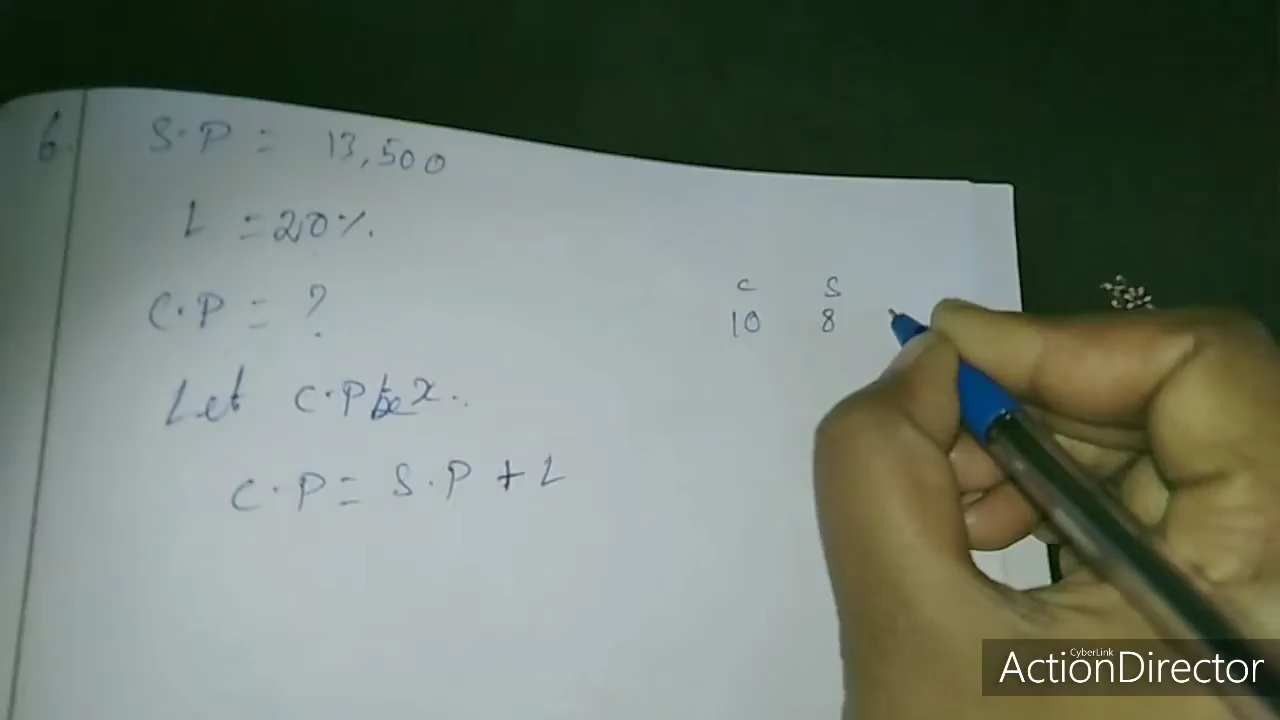 6. S.P = 13,500
L = 20%.
C.P = ?
C S
10 8
Let C.P be x..
C.P = S.P + L
CyberLink
ActionDirector